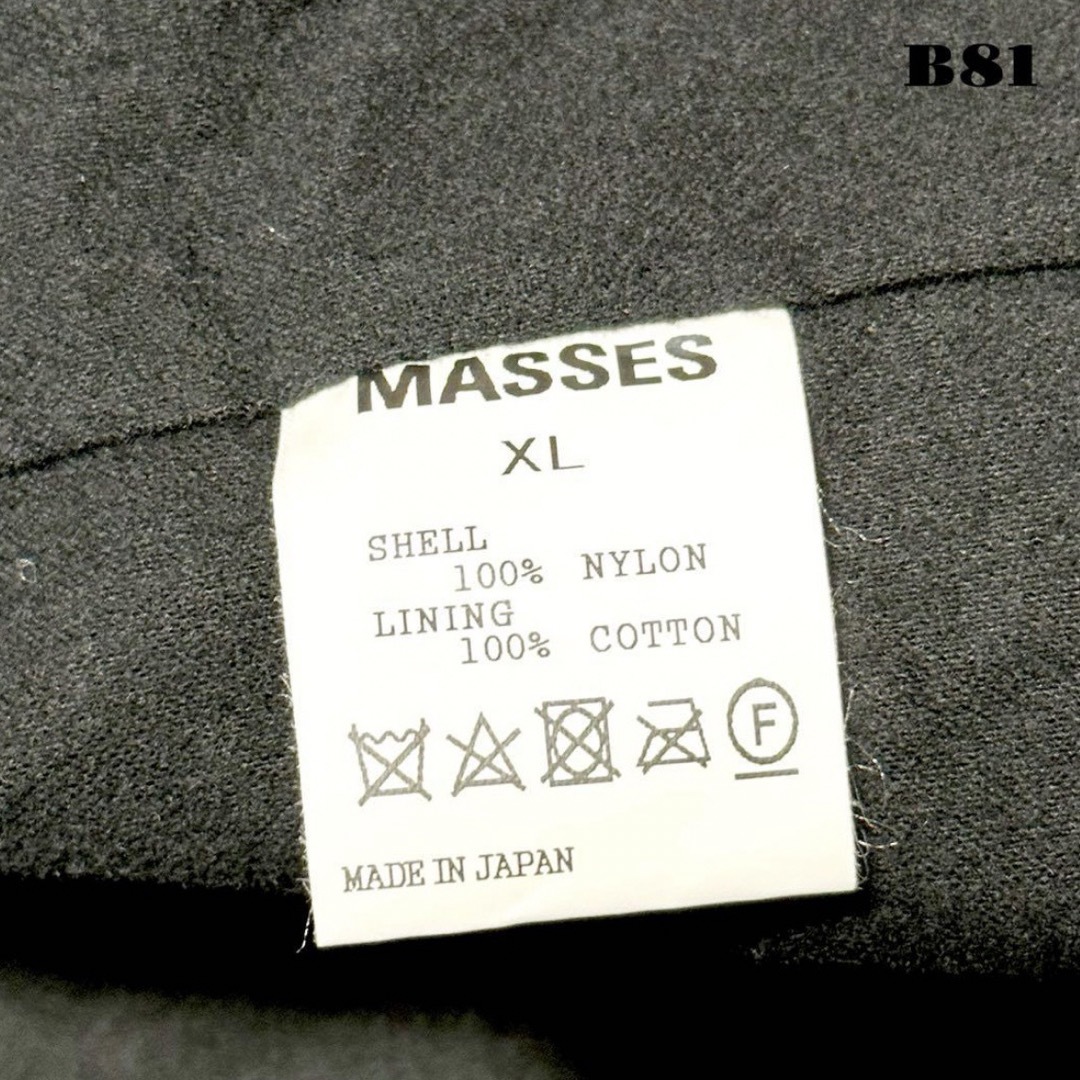 B81
MASSES
XL
SHELL
100% NYLON
LINING
100% COTTON
F
MADE IN JAPAN